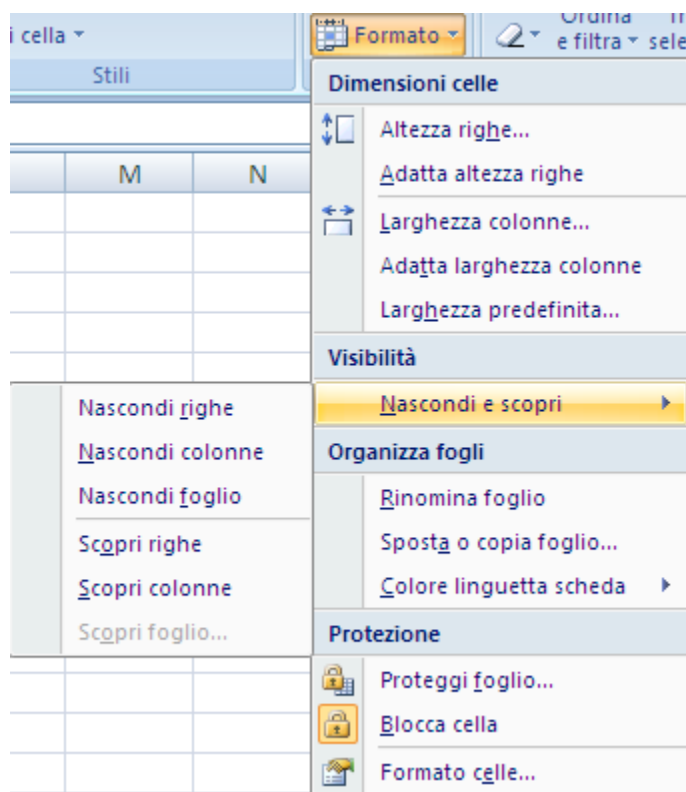 i cella
Formato
Ordina
e filtra
sele
Stili
Dimensioni celle
Altezza righe...
Adatta altezza righe
Larghezza colonne...
Adatta larghezza colonne
Larghezza predefinita...
Visibilità
Nascondi e scopri
Organizza fogli
Rinomina foglio
Sposta o copia foglio...
Colore linguetta scheda
Protezione
Proteggi foglio...
Blocca cella
Formato celle...
M
N
Nascondi righe
Nascondi colonne
Nascondi foglio
Scopri righe
Scopri colonne
Scopri foglio...